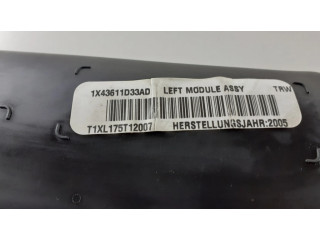 1X43611D33AD LEFT MODULE ASSY TRW
T1XL175T12007 HERSTELLUNGSJAHR:2005